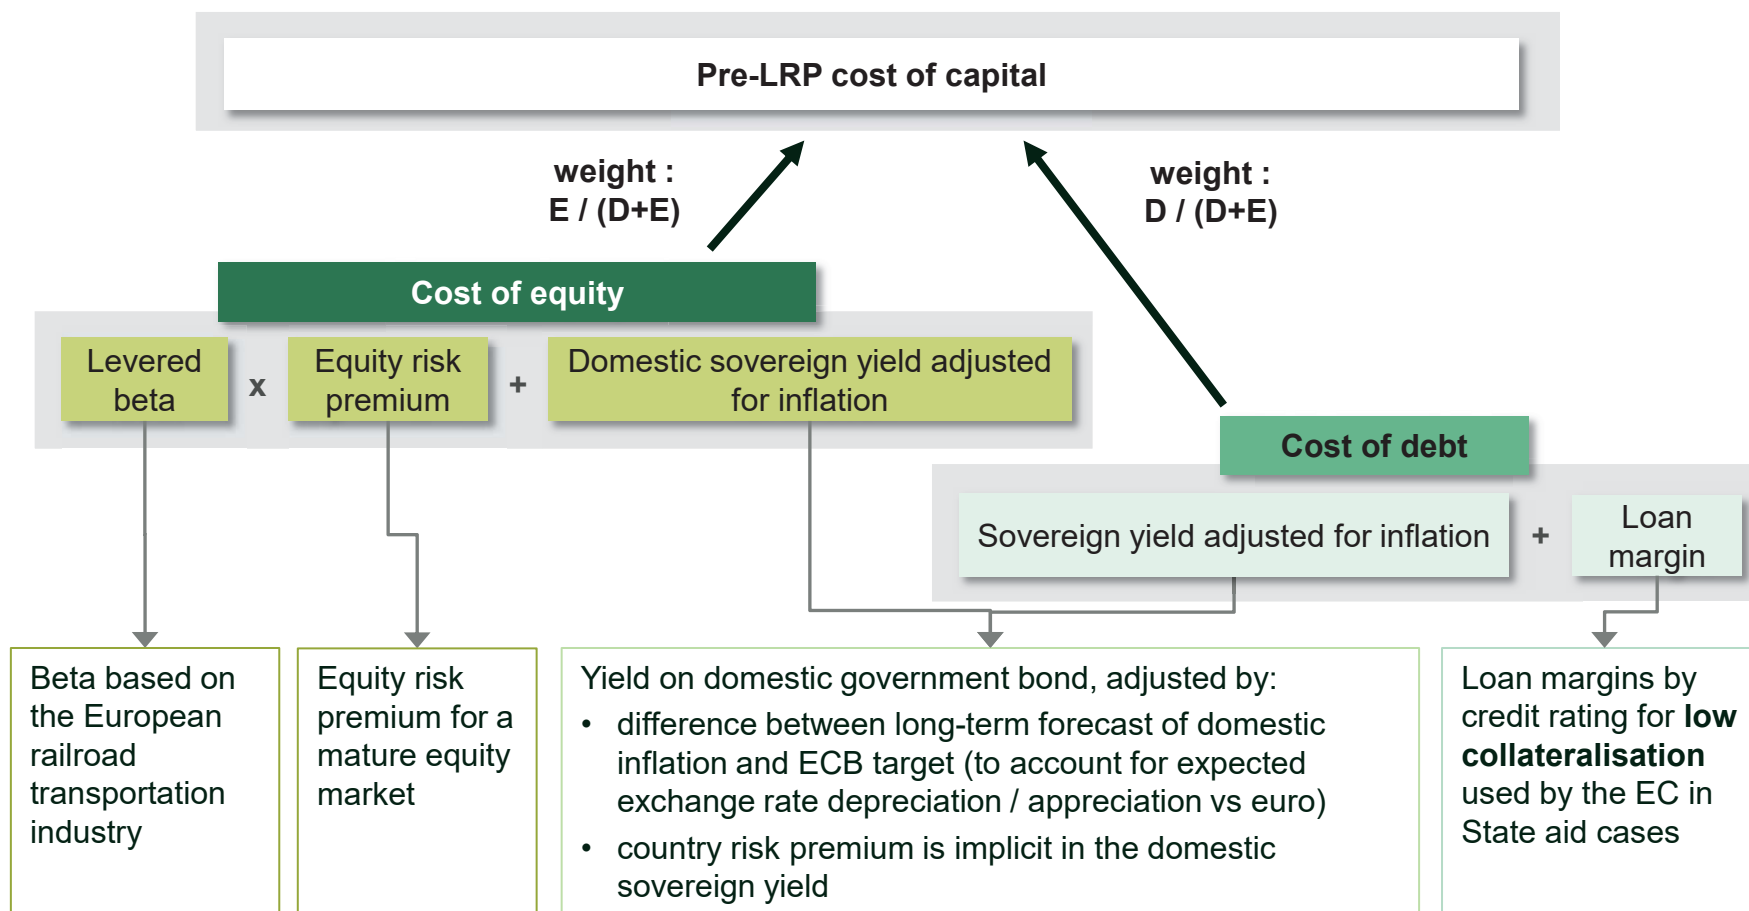 Pre-LRP cost of capital
weight :
E / (D+E)
weight :
D / (D+E)
Cost of equity
Levered
beta
x
Equity risk
premium
+
Domestic sovereign yield adjusted
for inflation
Cost of debt
Sovereign yield adjusted for inflation
+
Loan
margin
Beta based on
the European
railroad
transportation
industry
Equity risk
premium for a
mature equity
market
Yield on domestic government bond, adjusted by:
• difference between long-term forecast of domestic
inflation and ECB target (to account for expected
exchange rate depreciation / appreciation vs euro)
• country risk premium is implicit in the domestic
sovereign yield
Loan margins by
credit rating for low
collateralisation
used by the EC in
State aid cases